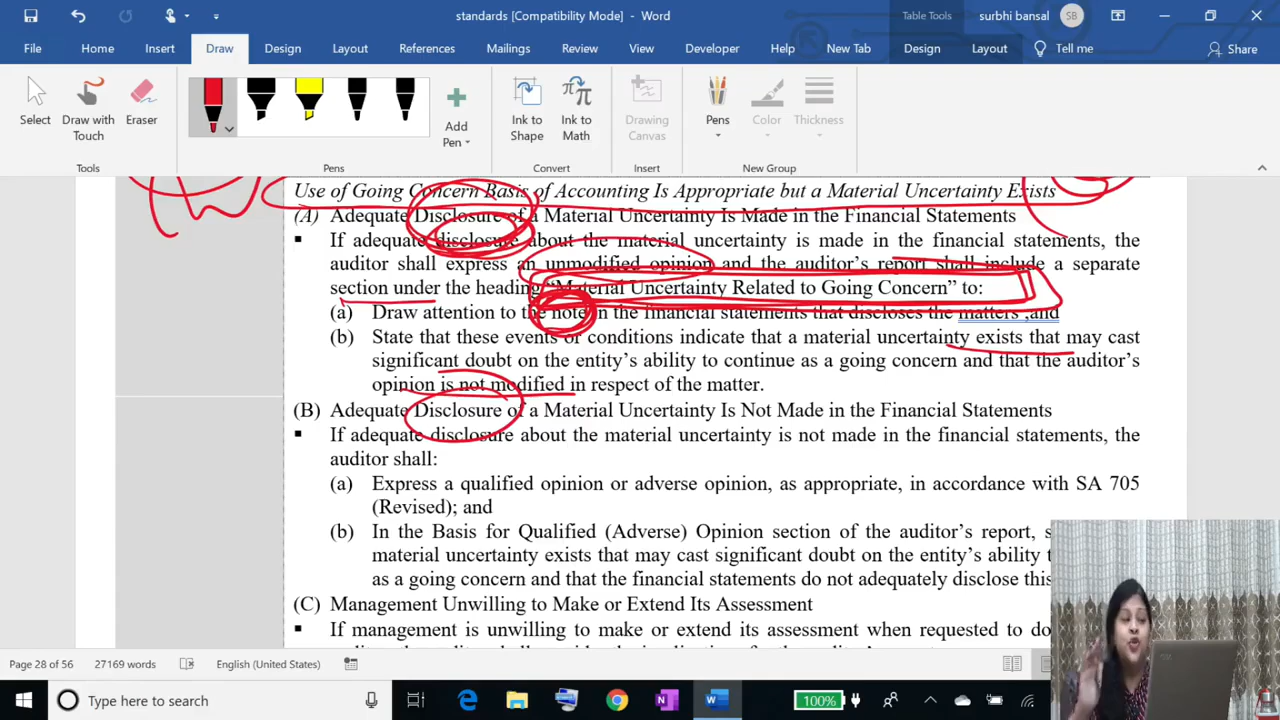 standards [Compatibility Mode] - Word
Table Tools
surbhi bansal
SB
File Home Insert Draw Design Layout References Mailings Review View Developer Help New Tab Design Layout Tell me Share
Select
Draw with Touch
Eraser
Add Pen
Ink to Shape
Ink to Math
Drawing Canvas
Pens
Color
Thickness
Tools Pens Convert Insert New Group
Use of Going Concern Basis of Accounting Is Appropriate but a Material Uncertainty Exists
(A) Adequate Disclosure of a Material Uncertainty Is Made in the Financial Statements
If adequate disclosure about the material uncertainty is made in the financial statements, the
auditor shall express an unmodified opinion and the auditor's report shall include a separate
section under the heading "Material Uncertainty Related to Going Concern" to:
(a) Draw attention to the note in the financial statements that discloses the matters ,and
(b) State that these events or conditions indicate that a material uncertainty exists that may cast
significant doubt on the entity's ability to continue as a going concern and that the auditor's
opinion is not modified in respect of the matter.
(B) Adequate Disclosure of a Material Uncertainty Is Not Made in the Financial Statements
If adequate disclosure about the material uncertainty is not made in the financial statements, the
auditor shall:
(a) Express a qualified opinion or adverse opinion, as appropriate, in accordance with SA 705
(Revised); and
(b) In the Basis for Qualified (Adverse) Opinion section of the auditor's report, s
material uncertainty exists that may cast significant doubt on the entity's ability t
as a going concern and that the financial statements do not adequately disclose this
(C) Management Unwilling to Make or Extend Its Assessment
If management is unwilling to make or extend its assessment when requested to do
Page 28 of 56 27169 words English (United States)
Type here to search
100%